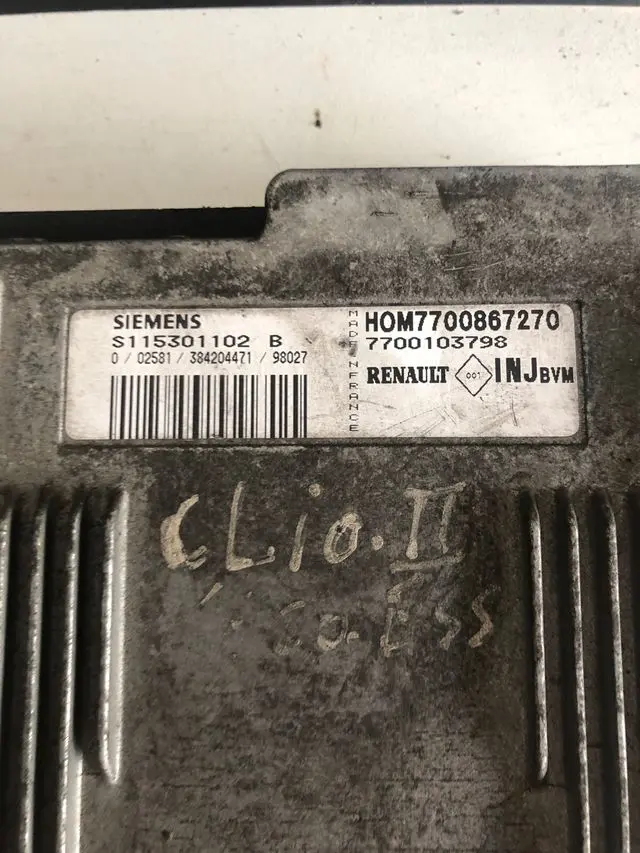 SIEMENS
S115301102 B
0 / 02581 / 384204471 / 98027
MADE IN FRANCE
HOM7700867270
7700103798
RENAULT 001 INJ BVM
CLio. II
Ess